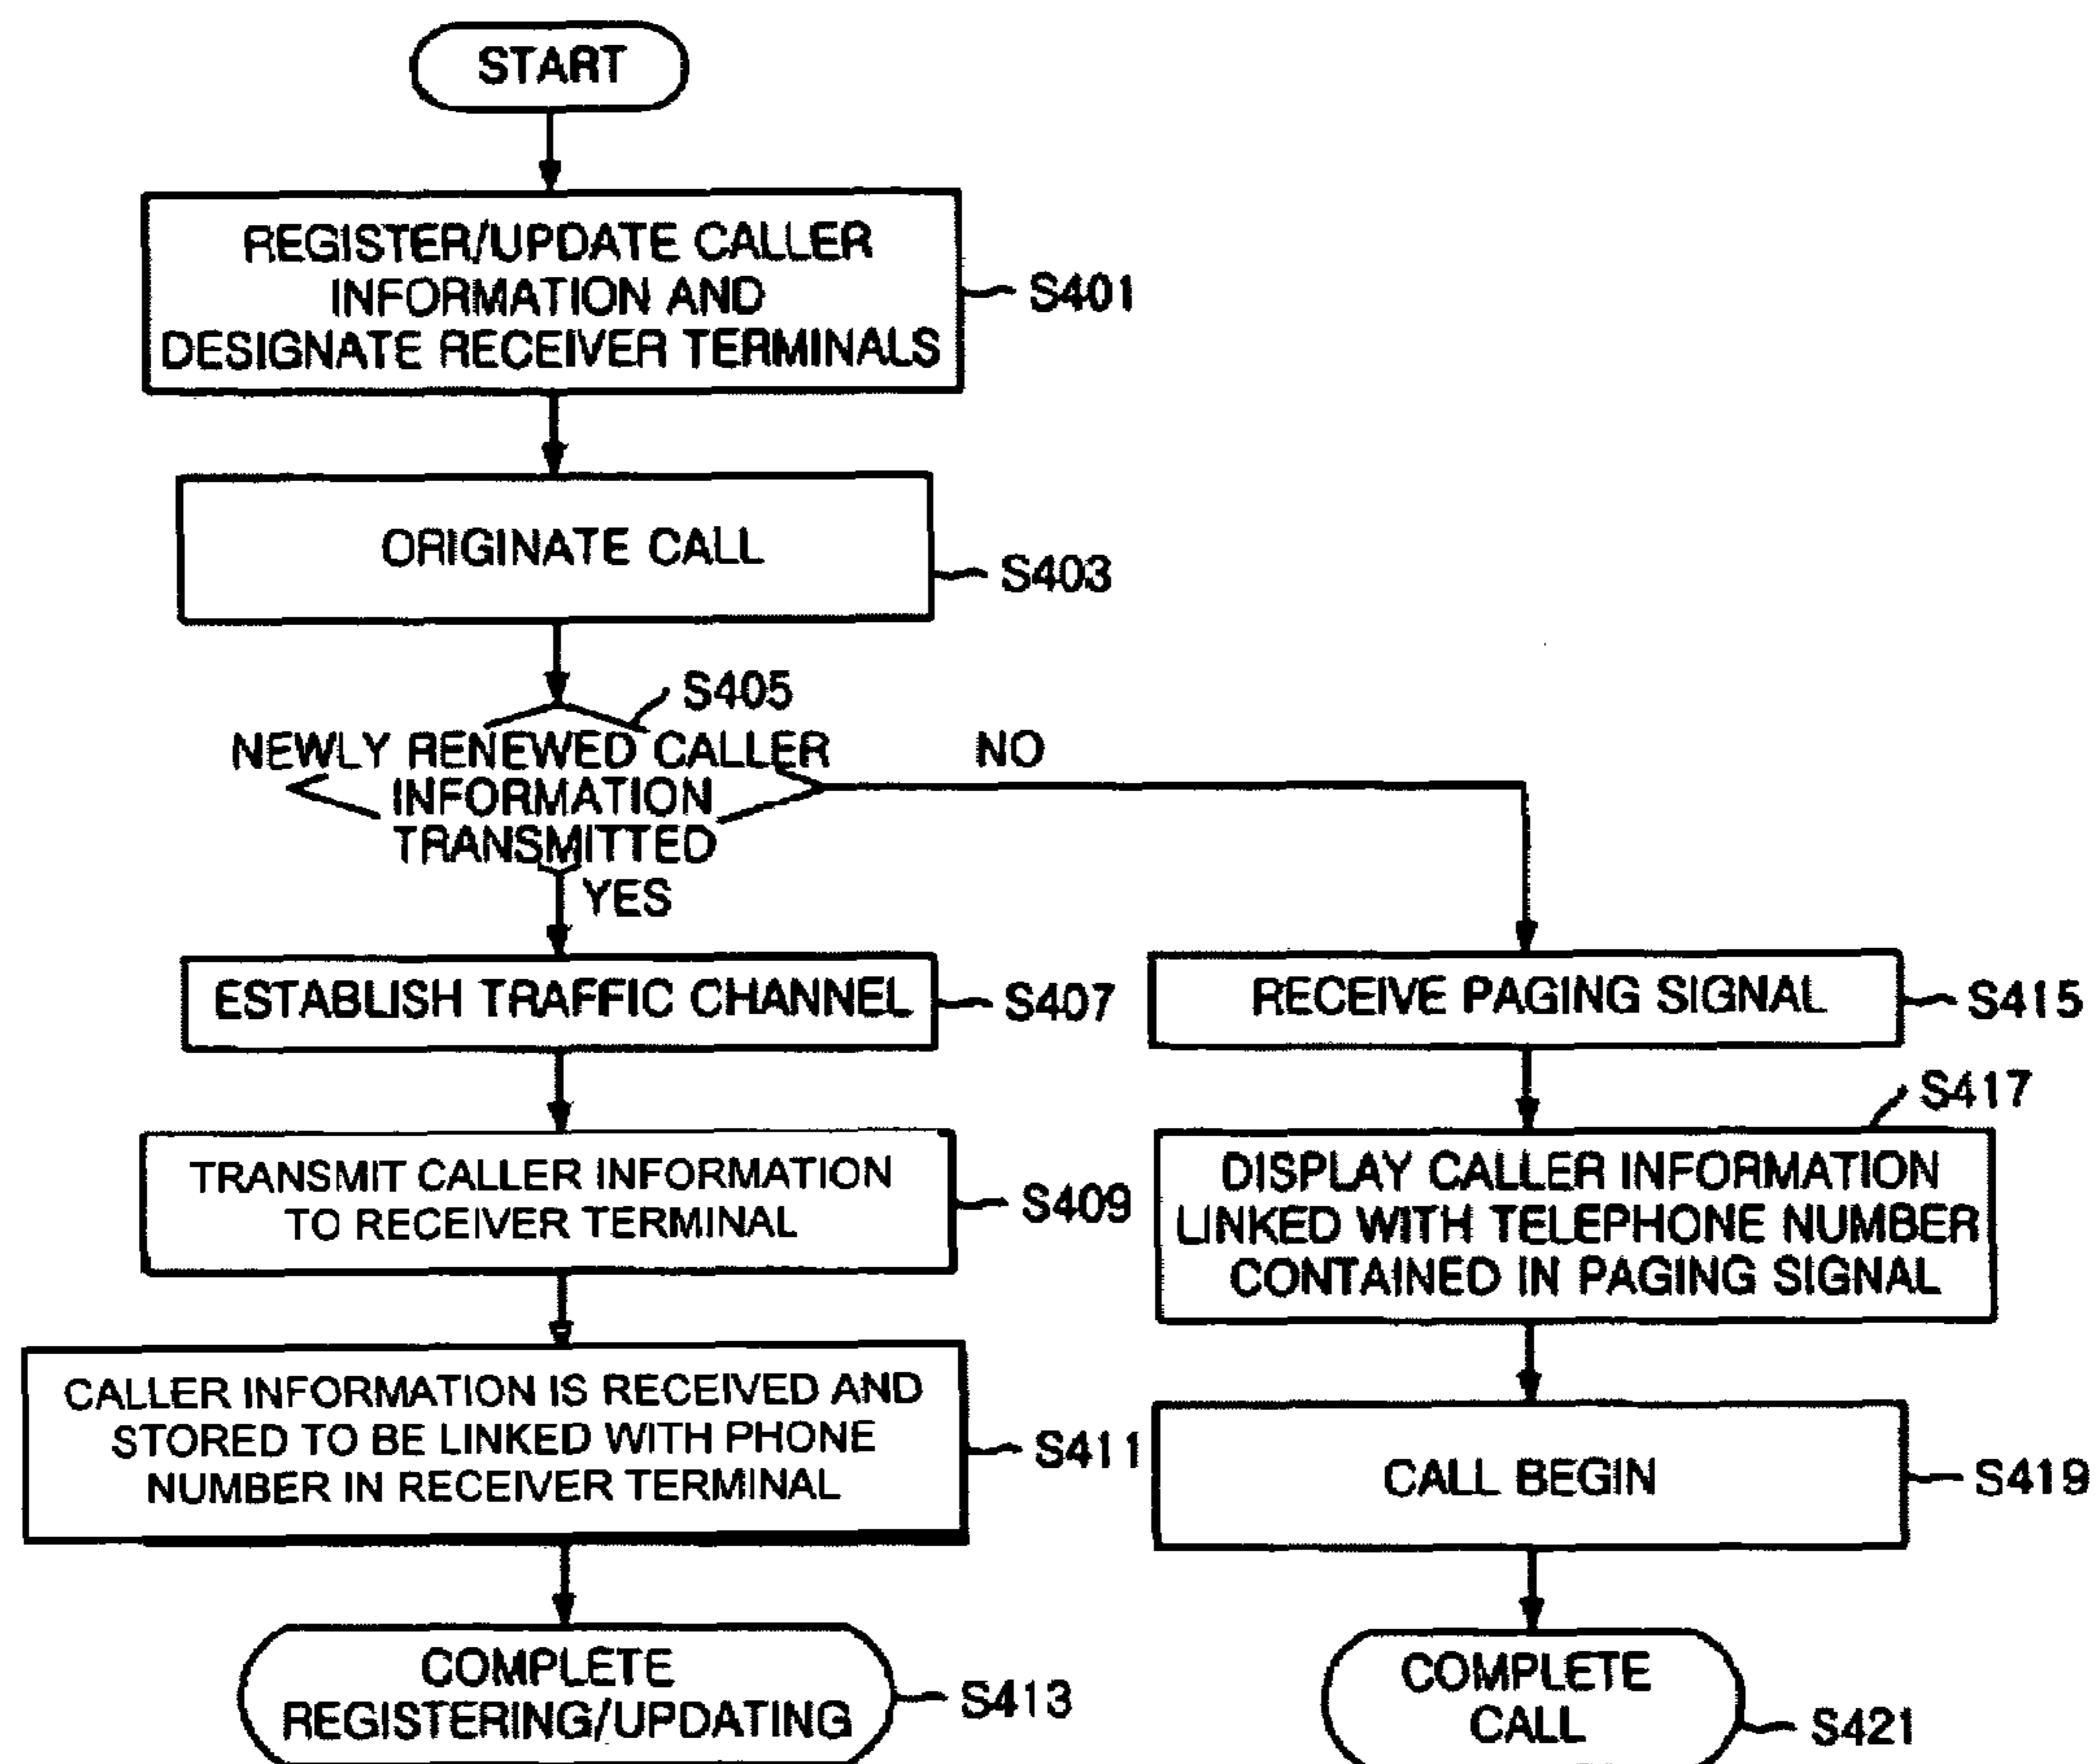 START
REGISTER/UPDATE CALLER
INFORMATION AND
DESIGNATE RECEIVER TERMINALS
S401
ORIGINATE CALL
S403
S405
NEWLY RENEWED CALLER
INFORMATION
TRANSMITTED
NO
YES
ESTABLISH TRAFFIC CHANNEL
S407
TRANSMIT CALLER INFORMATION
TO RECEIVER TERMINAL
S409
CALLER INFORMATION IS RECEIVED AND
STORED TO BE LINKED WITH PHONE
NUMBER IN RECEIVER TERMINAL
S411
COMPLETE
REGISTERING/UPDATING
S413
RECEIVE PAGING SIGNAL
S415
S417
DISPLAY CALLER INFORMATION
LINKED WITH TELEPHONE NUMBER
CONTAINED IN PAGING SIGNAL
CALL BEGIN
S419
COMPLETE
CALL
S421